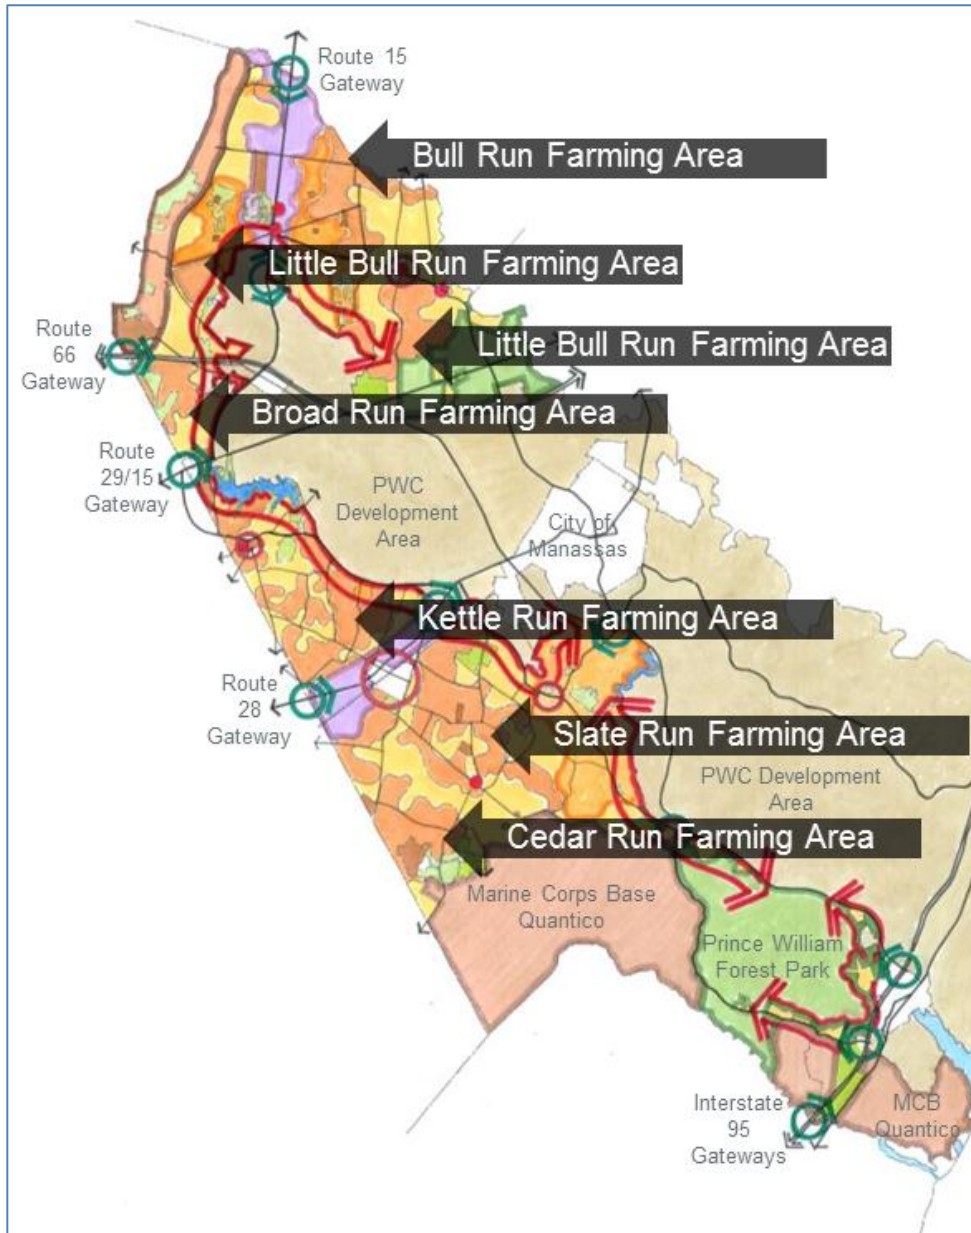 Route 15
Gateway
Bull Run Farming Area
Little Bull Run Farming Area
Route
66
Gateway
Little Bull Run Farming Area
Broad Run Farming Area
Route
29/15
Gateway
PWC
Development
Area
City of
Manassas
Kettle Run Farming Area
Route
28
Gateway
Slate Run Farming Area
PWC Development
Area
Cedar Run Farming Area
Marine Corps Base
Quantico
Prince William
Forest Park
Interstate
95
Gateways
MCB
Quantico